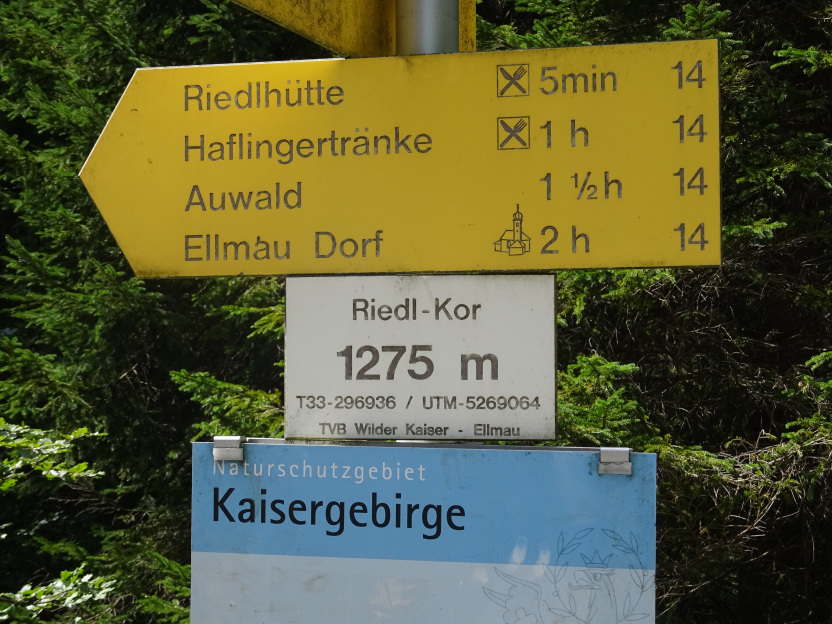 Riedlhütte 5min 14
Haflingertränke 1 h 14
Auwald 1 ½h 14
Ellmau Dorf 2 h 14
Riedl-Kor
1275 m
T33-296936 / UTM-5269064
TVB Wilder Kaiser - Ellmau
Naturschutzgebiet
Kaisergebirge